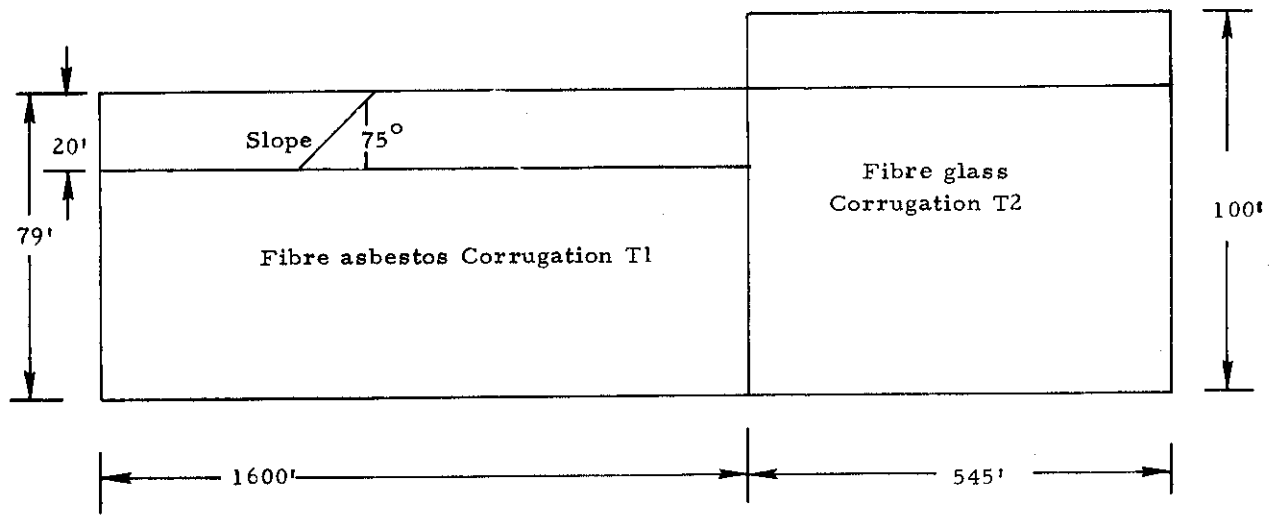 20'
Slope 75°
79'
Fibre glass
Corrugation T2
100'
Fibre asbestos Corrugation T1
1600'
545'